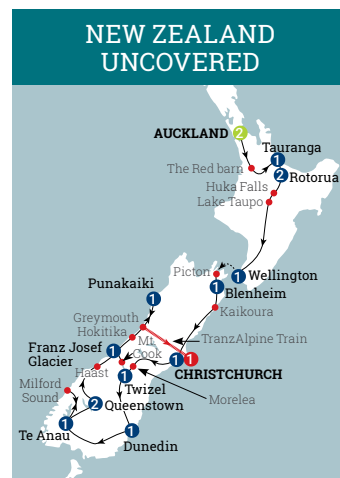 NEW ZEALAND
UNCOVERED
AUCKLAND 2
Tauranga
1
The Red barn
2 Rotorua
Huka Falls
Lake Taupo
Picton
1 Wellington
Punakaiki
1
1 Blenheim
Kaikoura
Greymouth
Hokitika
TranzAlpine Train
Mt
Cook
Franz Josef
Glacier
1
1 1
CHRISTCHURCH
Haast
1
Twizel
Morelea
Milford
Sound
2 Queenstown
1
Te Anau
1
Dunedin